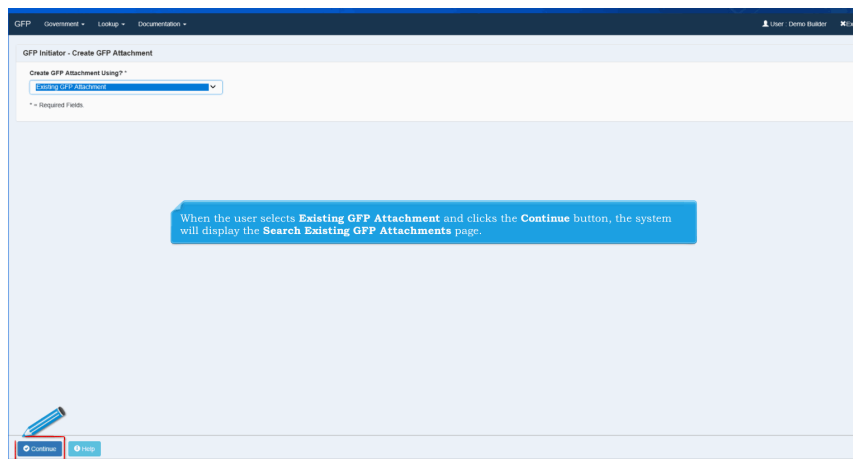 GFP Government Lookup Documentation User : Demo Builder
GFP Initiator - Create GFP Attachment
Create GFP Attachment Using? *
Existing GFP Attachment
* = Required Fields.
When the user selects Existing GFP Attachment and clicks the Continue button, the system
will display the Search Existing GFP Attachments page.
Continue Help